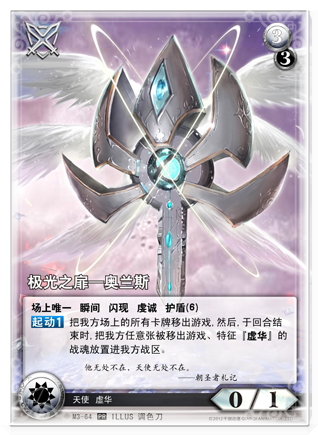 3
3
极光之扉—奥兰斯
场上唯一 瞬间 闪现 虔诚 护盾(6)
起动1 把我方场上的所有卡牌移出游戏,然后,于回合结
束时,把我方任意张被移出游戏、特征『虚华』的
战魂放置进我方战区。
他无处不在，天使无处不在。
——朝圣者札记
7
天使 虚华
0/1
M3-84 ILLUS 调色刀